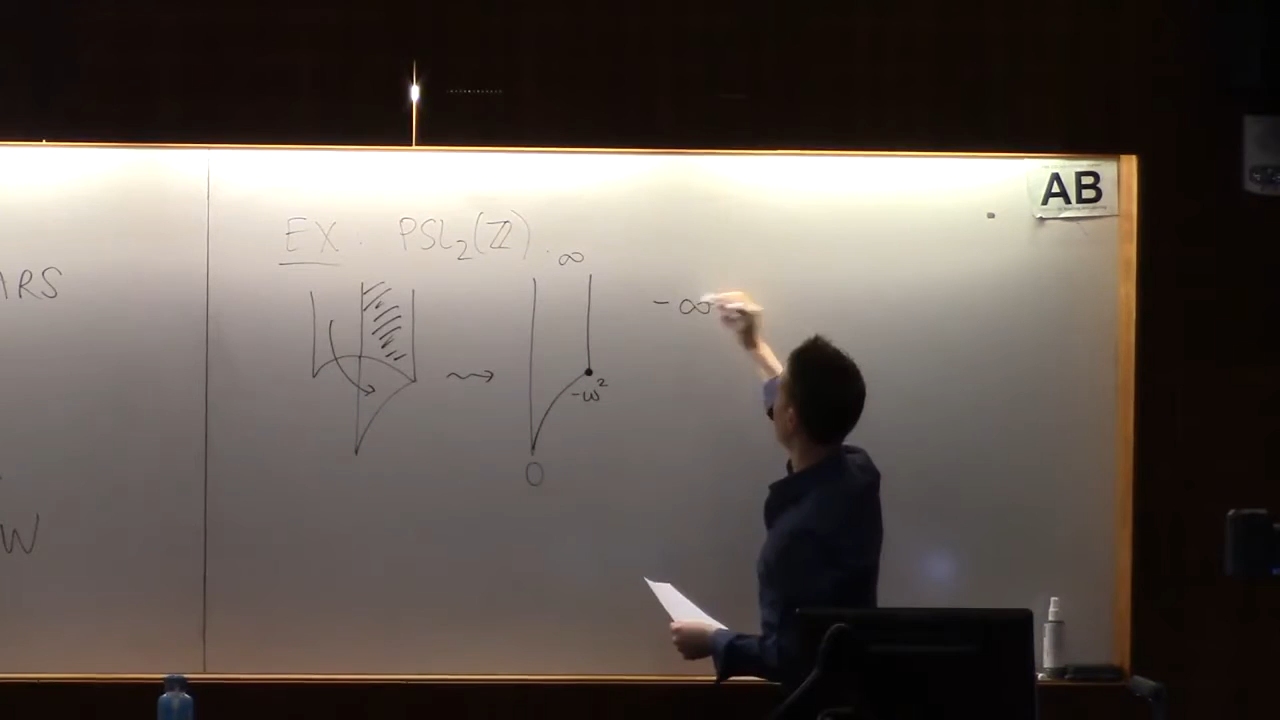 ARS
W
EX: PSL₂(ℤ).
∞
-ω²
0
-∞
AB